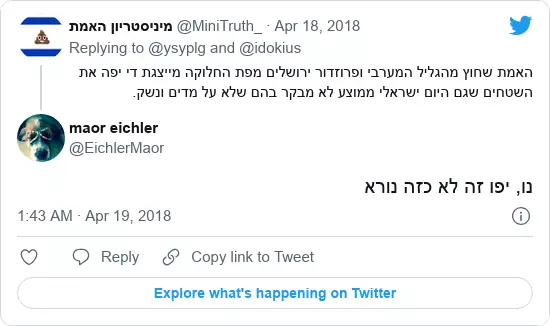 מיניסטריון האמת @MiniTruth_ · Apr 18, 2018
Replying to @ysyplg and @idokius
האמת שחוץ מהגליל המערבי ופרוזדור ירושלים מפת החלוקה מייצגת די יפה את
השטחים שגם היום ישראלי ממוצע לא מבקר בהם שלא על מדים ונשק.
maor eichler
@EichlerMaor
נו, יפו זה לא כזה נורא
1:43 AM · Apr 19, 2018
Reply
Copy link to Tweet
Explore what's happening on Twitter